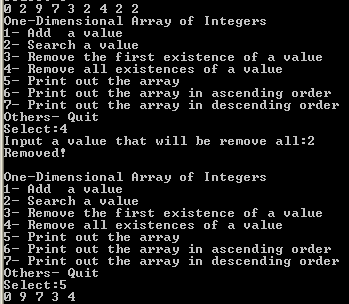 0 2 9 7 3 2 4 2 2
One-Dimensional Array of Integers
1- Add  a value
2- Search a value
3- Remove the first existence of a value
4- Remove all existences of a value
5- Print out the array
6- Print out the array in ascending order
7- Print out the array in descending order
Others- Quit
Select:4
Input a value that will be remove all:2
Removed!
One-Dimensional Array of Integers
1- Add  a value
2- Search a value
3- Remove the first existence of a value
4- Remove all existences of a value
5- Print out the array
6- Print out the array in ascending order
7- Print out the array in descending order
Others- Quit
Select:5
0 9 7 3 4